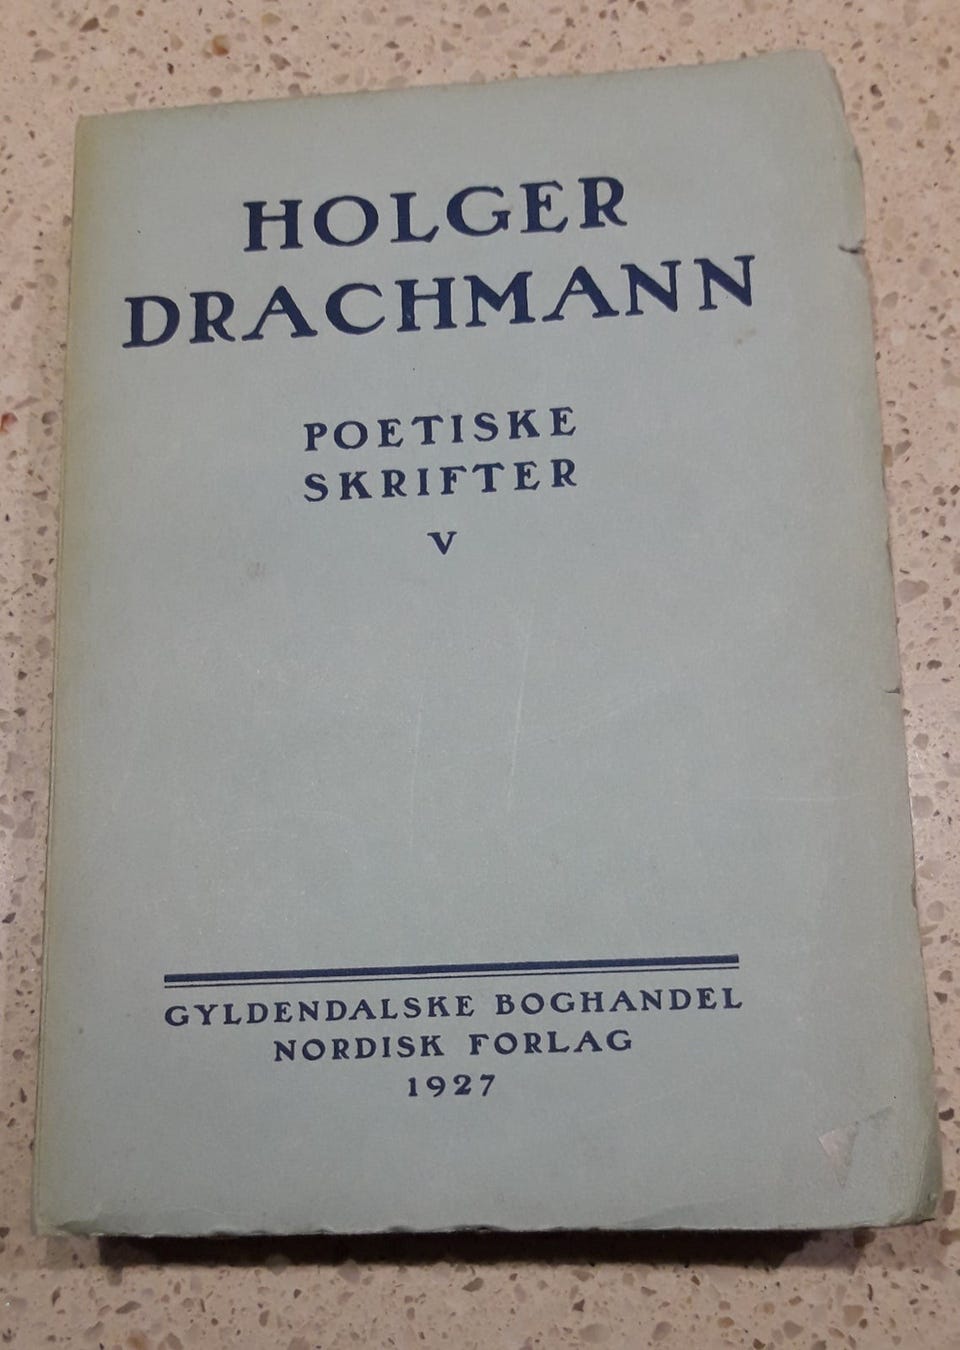 HOLGER
DRACHMANN
POETISKE
SKRIFTER
V
GYLDENDALSKE BOGHANDEL
NORDISK FORLAG
1927